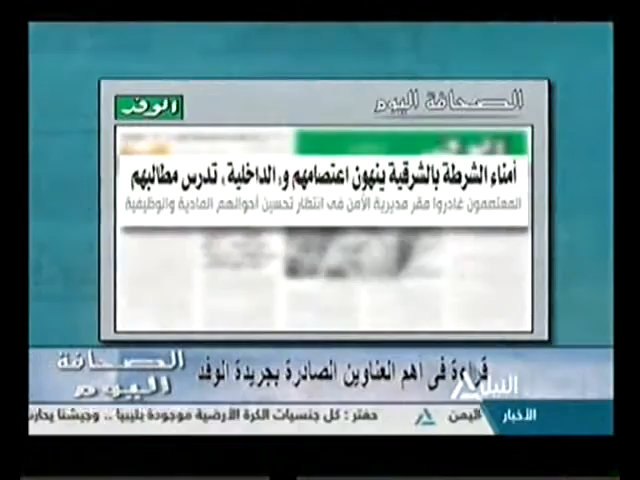 الصحافة اليوم
الوفد
أمناء الشرطة بالشرقية ينهون اعتصامهم و، الداخلية، تدرس مطالبهم
المعتصمون غادروا مقر مديرية الأمن فى انتظار تحسين أحوالهم المادية والوظيفية
قراءة فى أهم العناوين الصادرة بجريدة الوفد
الصحافة
اليوم
النيل
الأخبار
اليمن
حفتر : كل جنسيات الكرة الأرضية موجودة بليبيا .. وجيشنا يحارب